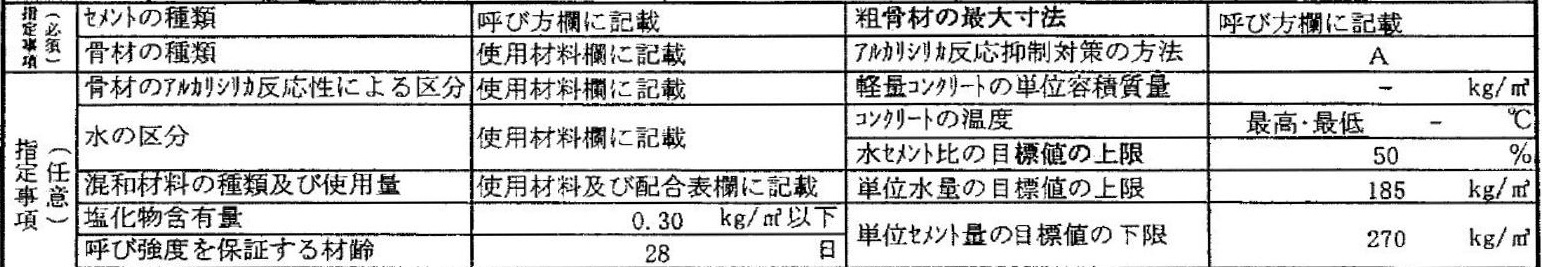 指定事項（必須）
セメントの種類 呼び方欄に記載 粗骨材の最大寸法 呼び方欄に記載
骨材の種類 使用材料欄に記載 アルカリシリカ反応抑制対策の方法 A
指定事項（任意）
骨材のアルカリシリカ反応性による区分 使用材料欄に記載 軽量コンクリートの単位容積質量 - kg/㎥
水の区分 使用材料欄に記載 コンクリートの温度 最高・最低 - ℃
水セメント比の目標値の上限 50 %
混和材料の種類及び使用量 使用材料及び配合表欄に記載 単位水量の目標値の上限 185 kg/㎥
塩化物含有量 0.30 kg/㎥以下 単位セメント量の目標値の下限 270 kg/㎥
呼び強度を保証する材齢 28 日